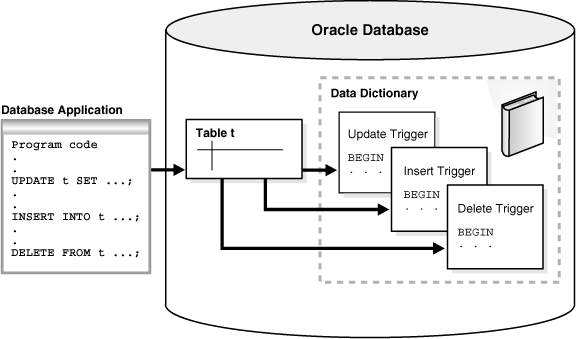 Oracle Database
Data Dictionary
Database Application
Program code
.
.
UPDATE t SET ...;
.
.
INSERT INTO t ...;
.
.
DELETE FROM t ...;
Table t
Update Trigger
BEGIN
. . .
Insert Trigger
BEGIN
. . .
Delete Trigger
BEGIN
. . .